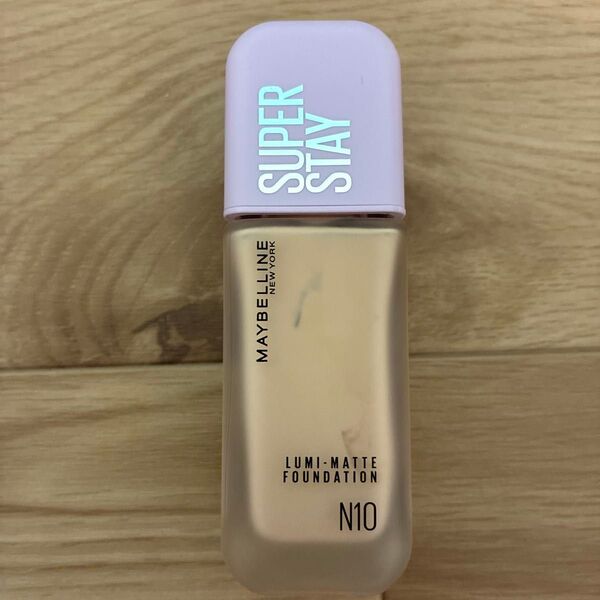 SUPER
STAY
MAYBELLINE
NEW YORK
LUMI-MATTE
FOUNDATION
N10